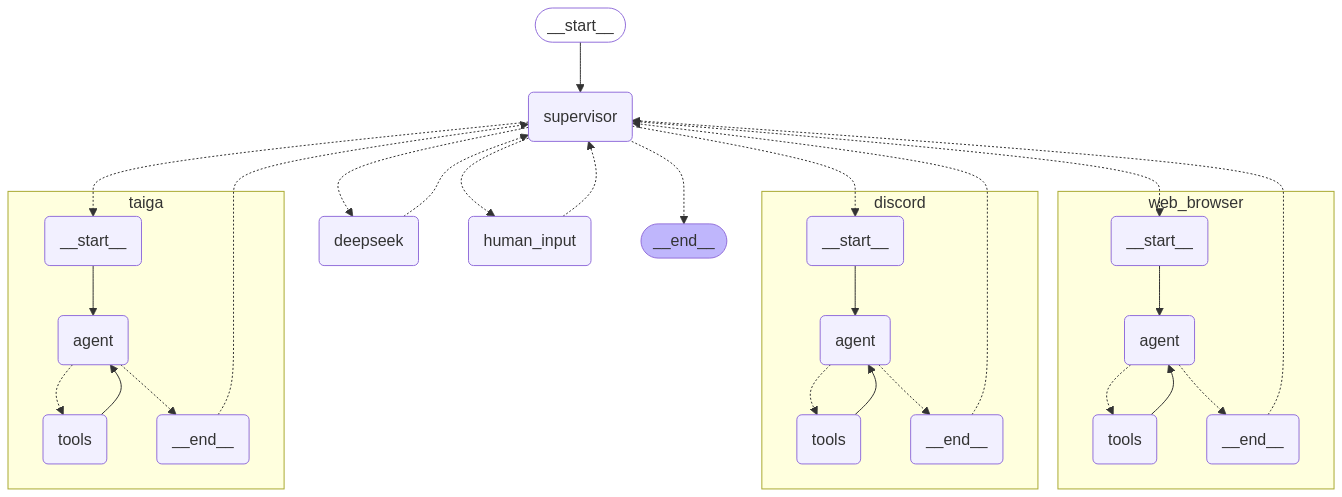 __start__
supervisor
taiga
__start__
agent
tools
__end__
deepseek
human_input
__end__
discord
__start__
agent
tools
__end__
web_browser
__start__
agent
tools
__end__